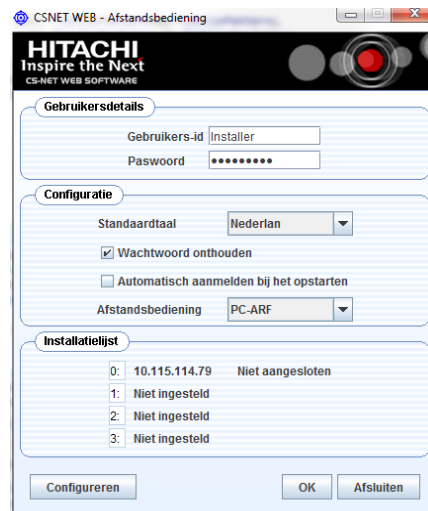 CSNET WEB - Afstandsbediening
HITACHI
Inspire the Next
CS-NET WEB SOFTWARE
Gebruikersdetails
Gebruikers-id Installer
Paswoord •••••••••
Configuratie
Standaardtaal Nederlan
Wachtwoord onthouden
Automatisch aanmelden bij het opstarten
Afstandsbediening PC-ARF
Installatielijst
0: 10.115.114.79 Niet aangesloten
1: Niet ingesteld
2: Niet ingesteld
3: Niet ingesteld
Configureren OK Afsluiten